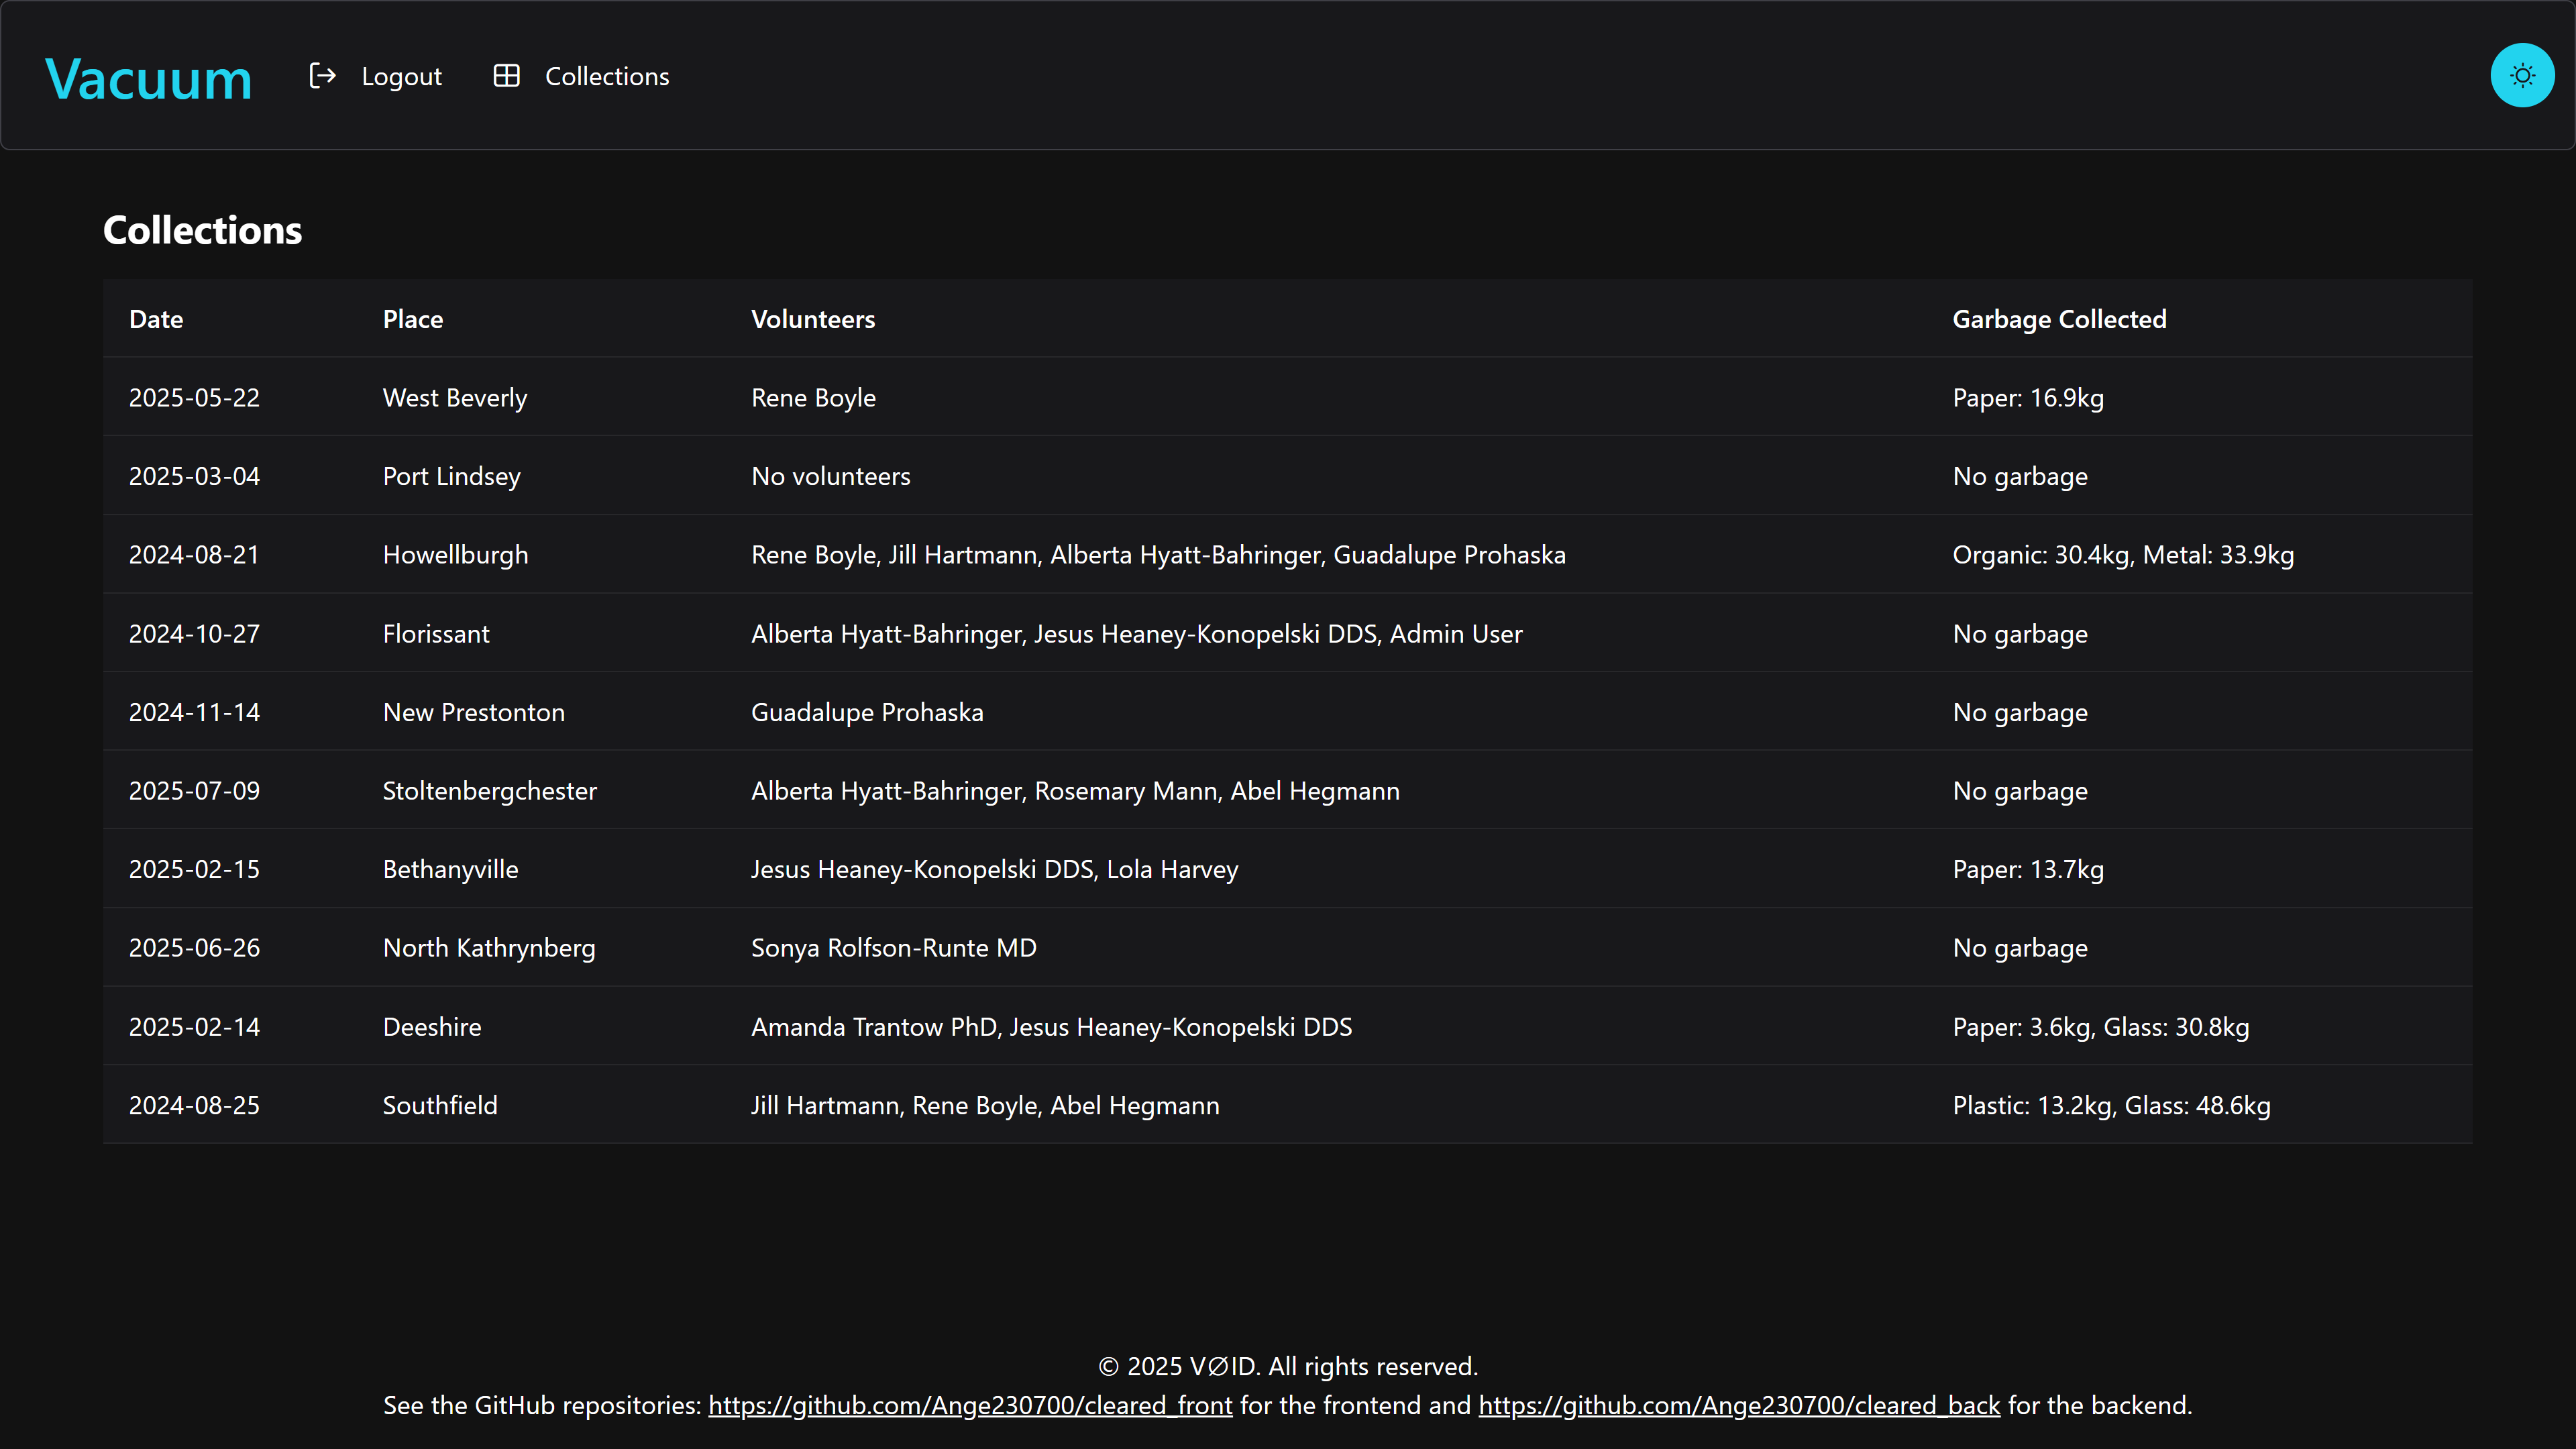 Vacuum Logout Collections
Collections
Date Place Volunteers Garbage Collected
2025-05-22 West Beverly Rene Boyle Paper: 16.9kg
2025-03-04 Port Lindsey No volunteers No garbage
2024-08-21 Howellburgh Rene Boyle, Jill Hartmann, Alberta Hyatt-Bahringer, Guadalupe Prohaska Organic: 30.4kg, Metal: 33.9kg
2024-10-27 Florissant Alberta Hyatt-Bahringer, Jesus Heaney-Konopelski DDS, Admin User No garbage
2024-11-14 New Prestonton Guadalupe Prohaska No garbage
2025-07-09 Stoltenbergchester Alberta Hyatt-Bahringer, Rosemary Mann, Abel Hegmann No garbage
2025-02-15 Bethanyville Jesus Heaney-Konopelski DDS, Lola Harvey Paper: 13.7kg
2025-06-26 North Kathrynberg Sonya Rolfson-Runte MD No garbage
2025-02-14 Deeshire Amanda Trantow PhD, Jesus Heaney-Konopelski DDS Paper: 3.6kg, Glass: 30.8kg
2024-08-25 Southfield Jill Hartmann, Rene Boyle, Abel Hegmann Plastic: 13.2kg, Glass: 48.6kg
© 2025 V∅ID. All rights reserved.
See the GitHub repositories: https://github.com/Ange230700/cleared_front for the frontend and https://github.com/Ange230700/cleared_back for the backend.